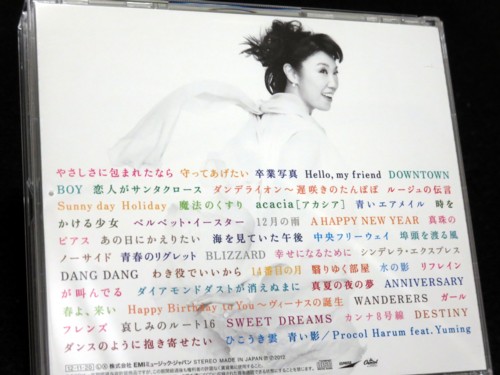 やさしさに包まれたなら 守ってあげたい 卒業写真 Hello, my friend DOWNTOWN
BOY 恋人がサンタクロース ダンデライオン〜遅咲きのたんぽぽ ルージュの伝言
Sunny day Holiday 魔法のくすり acacia[アカシア] 青いエアメイル 時を
かける少女 ベルベット・イースター 12月の雨 A HAPPY NEW YEAR 真珠の
ピアス あの日にかえりたい 海を見ていた午後 中央フリーウェイ 埠頭を渡る風
ノーサイド 青春のリグレット BLIZZARD 幸せになるために シンデレラ・エクスプレス
DANG DANG わき役でいいから 14番目の月 翳りゆく部屋 水の影 リフレイン
が叫んでる ダイアモンドダストが消えぬまに 真夏の夜の夢 ANNIVERSARY
春よ、来い Happy Birthday to You〜ヴィーナスの誕生 WANDERERS ガール
フレンズ 哀しみのルート16 SWEET DREAMS カンナ8号線 DESTINY
ダンスのように抱き寄せたい ひこうき雲 青い影/Procol Harum feat. Yuming
12・11・20 株式会社EMIミュージック・ジャパン STEREO MADE IN JAPAN 2012